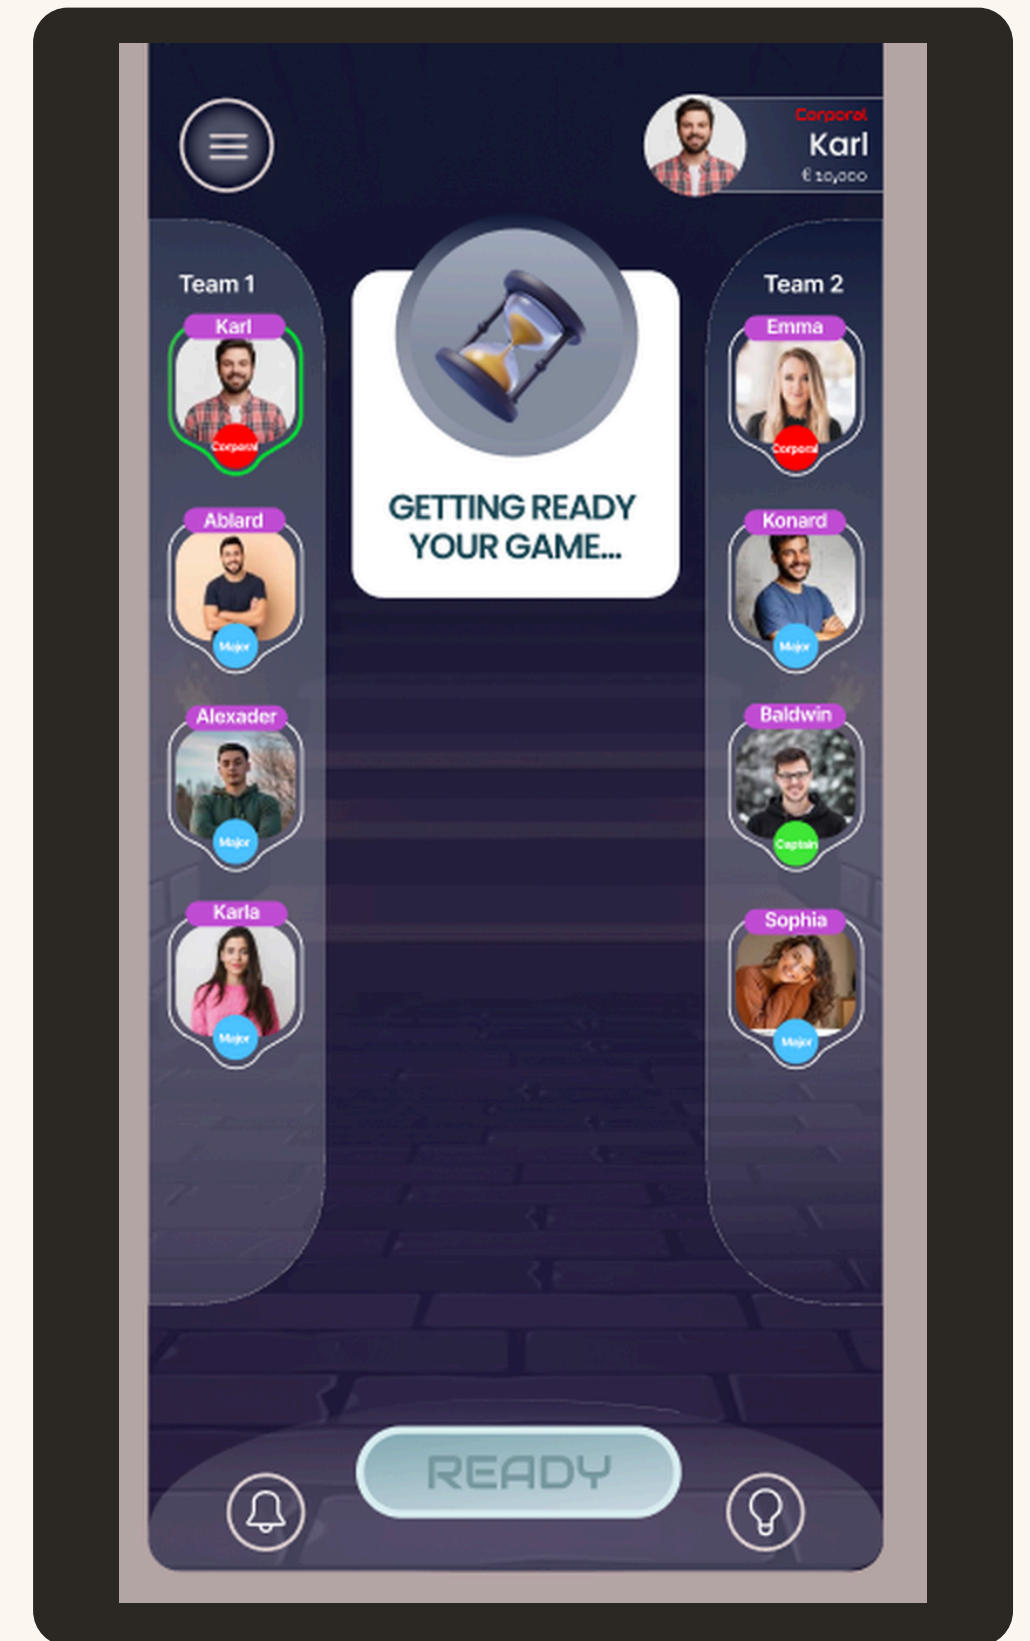 Corporal
Karl
€ 10,000
Team 1
Team 2
Karl
Corporal
Emma
Corporal
GETTING READY
YOUR GAME...
Ablard
Major
Konard
Major
Alexader
Major
Baldwin
Captain
Karla
Major
Sophia
Major
READY